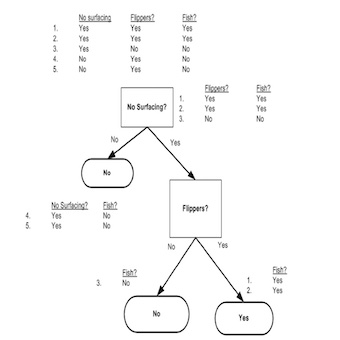 No surfacing Flippers? Fish?
1. Yes Yes Yes
2. Yes Yes Yes
3. Yes No No
4. No Yes No
5. No Yes No
Flippers? Fish?
1. Yes Yes
2. Yes Yes
3. No No
No Surfacing?
No Yes
No
Flippers?
No Surfacing? Fish?
4. Yes No
5. Yes No
No Yes
Fish?
3. No
Fish?
1. Yes
2. Yes
No
Yes